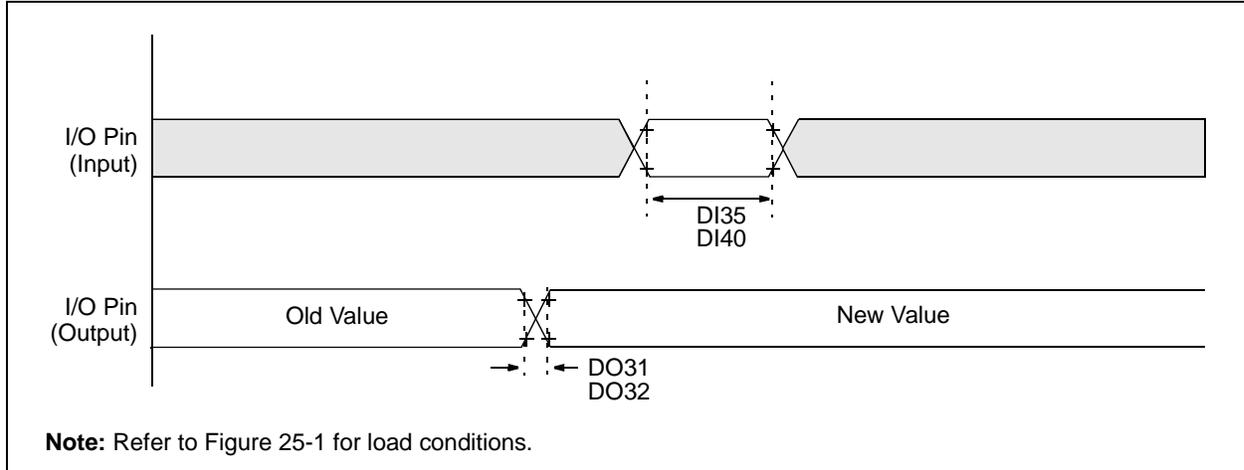 I/O Pin
(Input)
DI35
DI40
I/O Pin
(Output)
Old Value
New Value
DO31
DO32
Note: Refer to Figure 25-1 for load conditions.